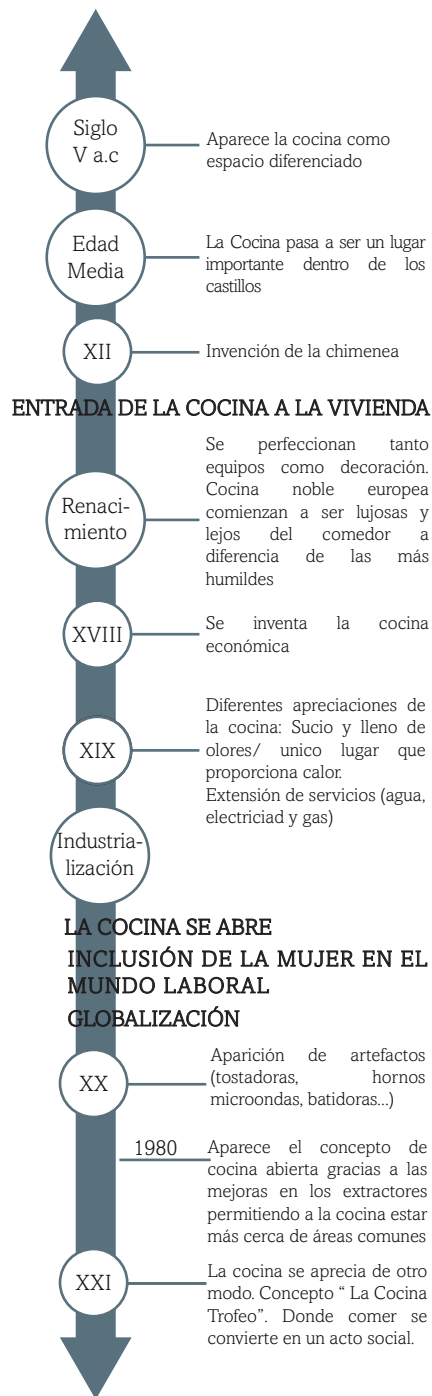 Siglo
V a.c
Aparece la cocina como
espacio diferenciado
Edad
Media
La Cocina pasa a ser un lugar
importante dentro de los
castillos
XII
Invención de la chimenea
ENTRADA DE LA COCINA A LA VIVIENDA
Renaci-
miento
Se perfeccionan tanto
equipos como decoración.
Cocina noble europea
comienzan a ser lujosas y
lejos del comedor a
diferencia de las más
humildes
XVIII
Se inventa la cocina
económica
XIX
Diferentes apreciaciones de
la cocina: Sucio y lleno de
olores/ unico lugar que
proporciona calor.
Extensión de servicios (agua,
electriciad y gas)
Industria-
lización
LA COCINA SE ABRE
INCLUSIÓN DE LA MUJER EN EL
MUNDO LABORAL
GLOBALIZACIÓN
XX
Aparición de artefactos
(tostadoras, hornos
microondas, batidoras...)
1980
Aparece el concepto de
cocina abierta gracias a las
mejoras en los extractores
permitiendo a la cocina estar
más cerca de áreas comunes
XXI
La cocina se aprecia de otro
modo. Concepto “ La Cocina
Trofeo”. Donde comer se
convierte en un acto social.